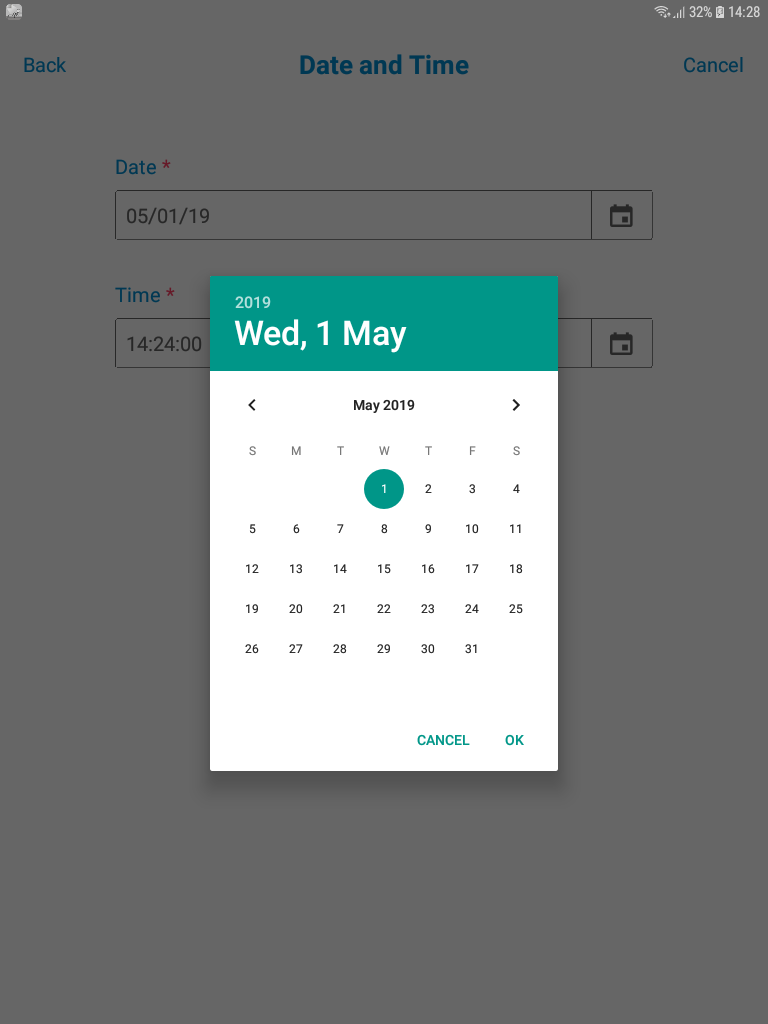 32% 14:28
Back Date and Time Cancel
Date *
05/01/19
Time *
14:24:00
2019
Wed, 1 May
May 2019
S M T W T F S
1 2 3 4
5 6 7 8 9 10 11
12 13 14 15 16 17 18
19 20 21 22 23 24 25
26 27 28 29 30 31
CANCEL OK